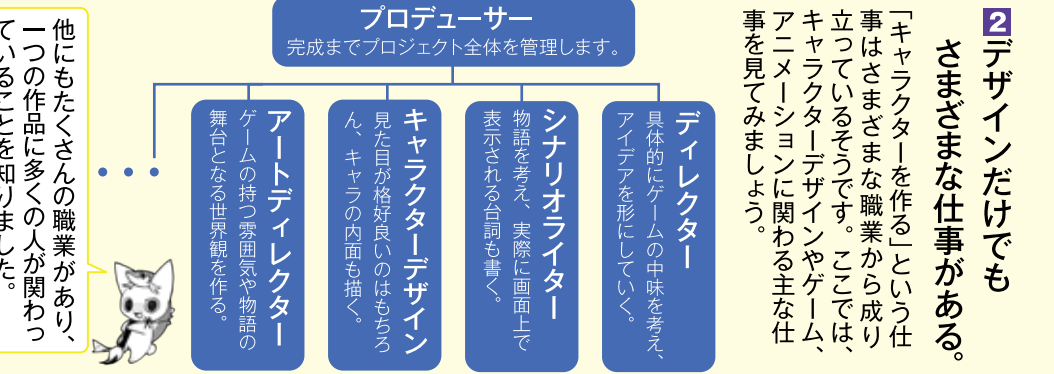 2 デザインだけでも
さまざまな仕事がある。
「キャラクターを作る」という仕
事はさまざまな職業から成り
立っているそうです。ここでは、
キャラクターデザインやゲーム、
アニメーションに関わる主な仕
事を見てみましょう。
プロデューサー
完成までプロジェクト全体を管理します。
ディレクター
具体的にゲームの中味を考え、
アイデアを形にしていく。
シナリオライター
物語を考え、実際に画面上で
表示される台詞も書く。
キャラクターデザイン
見た目が格好良いのはもちろ
ん、キャラの内面も描く。
アートディレクター
ゲームの持つ雰囲気や物語の
舞台となる世界観を作る。
他にもたくさんの職業があり、
一つの作品に多くの人が関わっ
ていることを知りました。